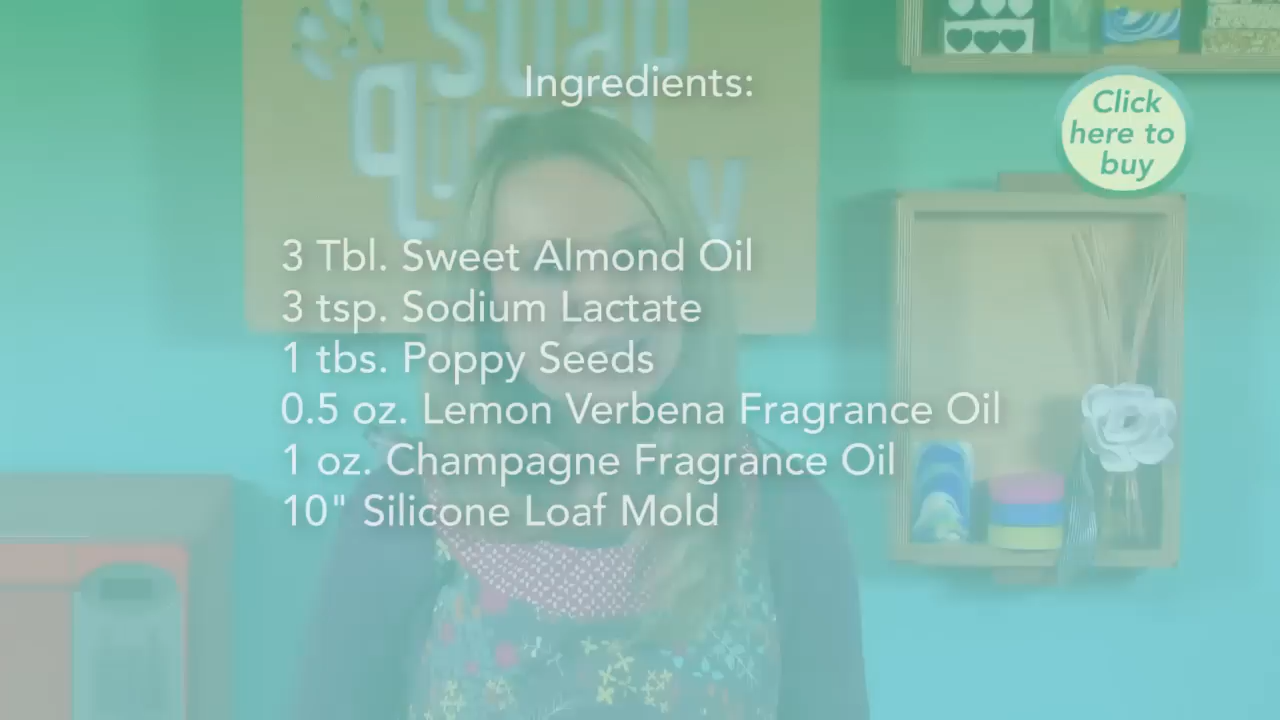 Soap
Ingredients:
Click
here to
buy
3 Tbl. Sweet Almond Oil
3 tsp. Sodium Lactate
1 tbs. Poppy Seeds
0.5 oz. Lemon Verbena Fragrance Oil
1 oz. Champagne Fragrance Oil
10" Silicone Loaf Mold